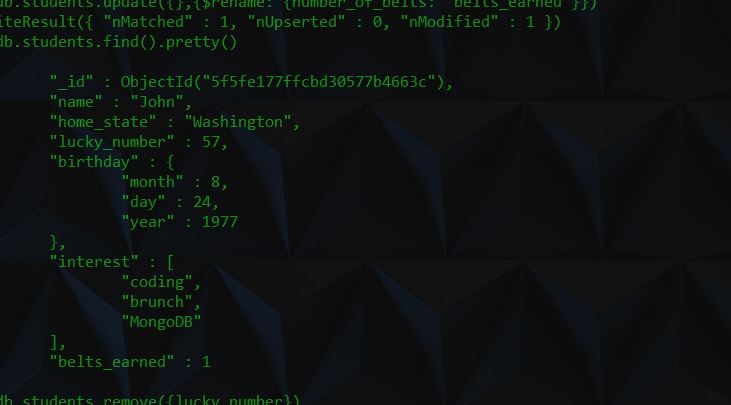 db.students.update({},{$rename: {number_of_belts: "belts_earned"}})
iteResult({ "nMatched" : 1, "nUpserted" : 0, "nModified" : 1 })
db.students.find().pretty()
"_id" : ObjectId("5f5fe177ffcbd30577b4663c"),
"name" : "John",
"home_state" : "Washington",
"lucky_number" : 57,
"birthday" : {
"month" : 8,
"day" : 24,
"year" : 1977
},
"interest" : [
"coding",
"brunch",
"MongoDB"
],
"belts_earned" : 1
db.students.remove({lucky_number})